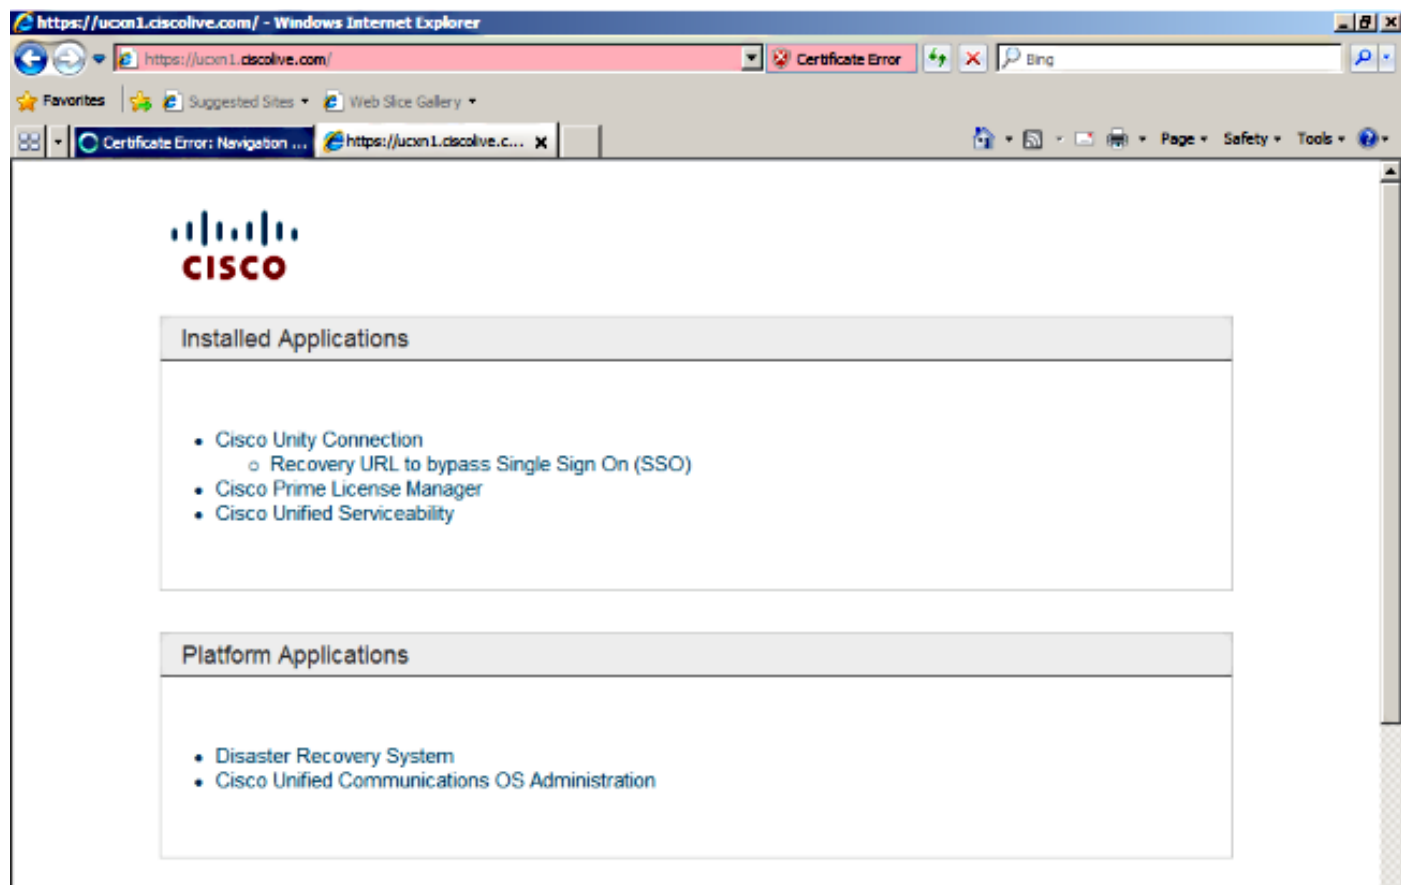 https://ucxn1.ciscolive.com/ - Windows Internet Explorer
https://ucxn1.ciscolive.com/ Certificate Error Bing
Favorites Suggested Sites Web Slice Gallery
Certificate Error: Navigation ... https://ucxn1.ciscolive.c... Page Safety Tools
CISCO
Installed Applications
Cisco Unity Connection
Recovery URL to bypass Single Sign On (SSO)
Cisco Prime License Manager
Cisco Unified Serviceability
Platform Applications
Disaster Recovery System
Cisco Unified Communications OS Administration